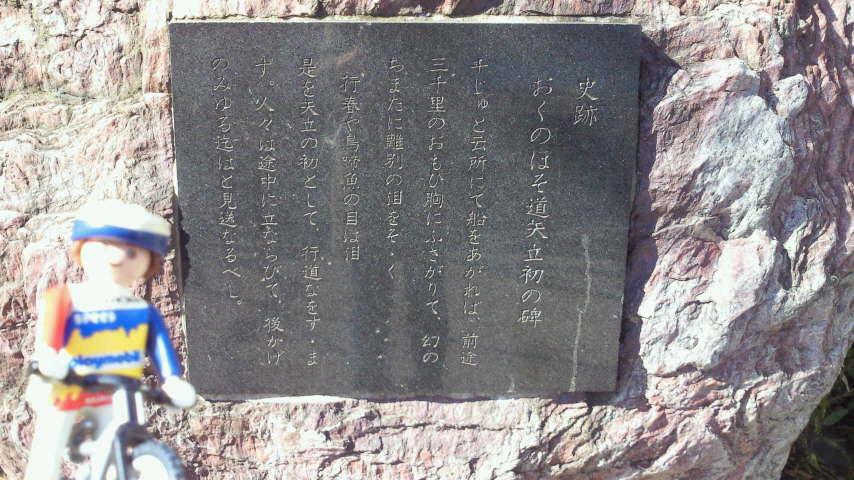 史跡
おくのほそ道矢立初の碑
千じゅと云所にて船をあがれば、前途
三千里のおもひ胸にふさがりて、幻の
ちまたに離別の泪をそゝく
行春や鳥啼魚の目は泪
是を矢立の初として、行道なをすゝま
ず。人々は途中に立ならびて、後かげ
のみゆる迄はと見送なるべし。
playmobil